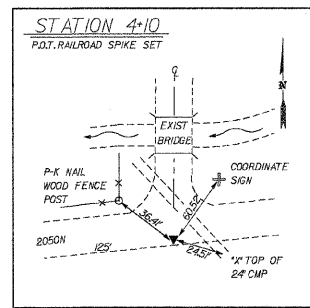 STATION 4+10
P.O.T. RAILROAD SPIKE SET
℄
N
EXIST
BRIDGE
P-K NAIL
WOOD FENCE
POST
COORDINATE
SIGN
36.41'
60.52'
2050N
125'
24.51'
"X" TOP OF
24" CMP